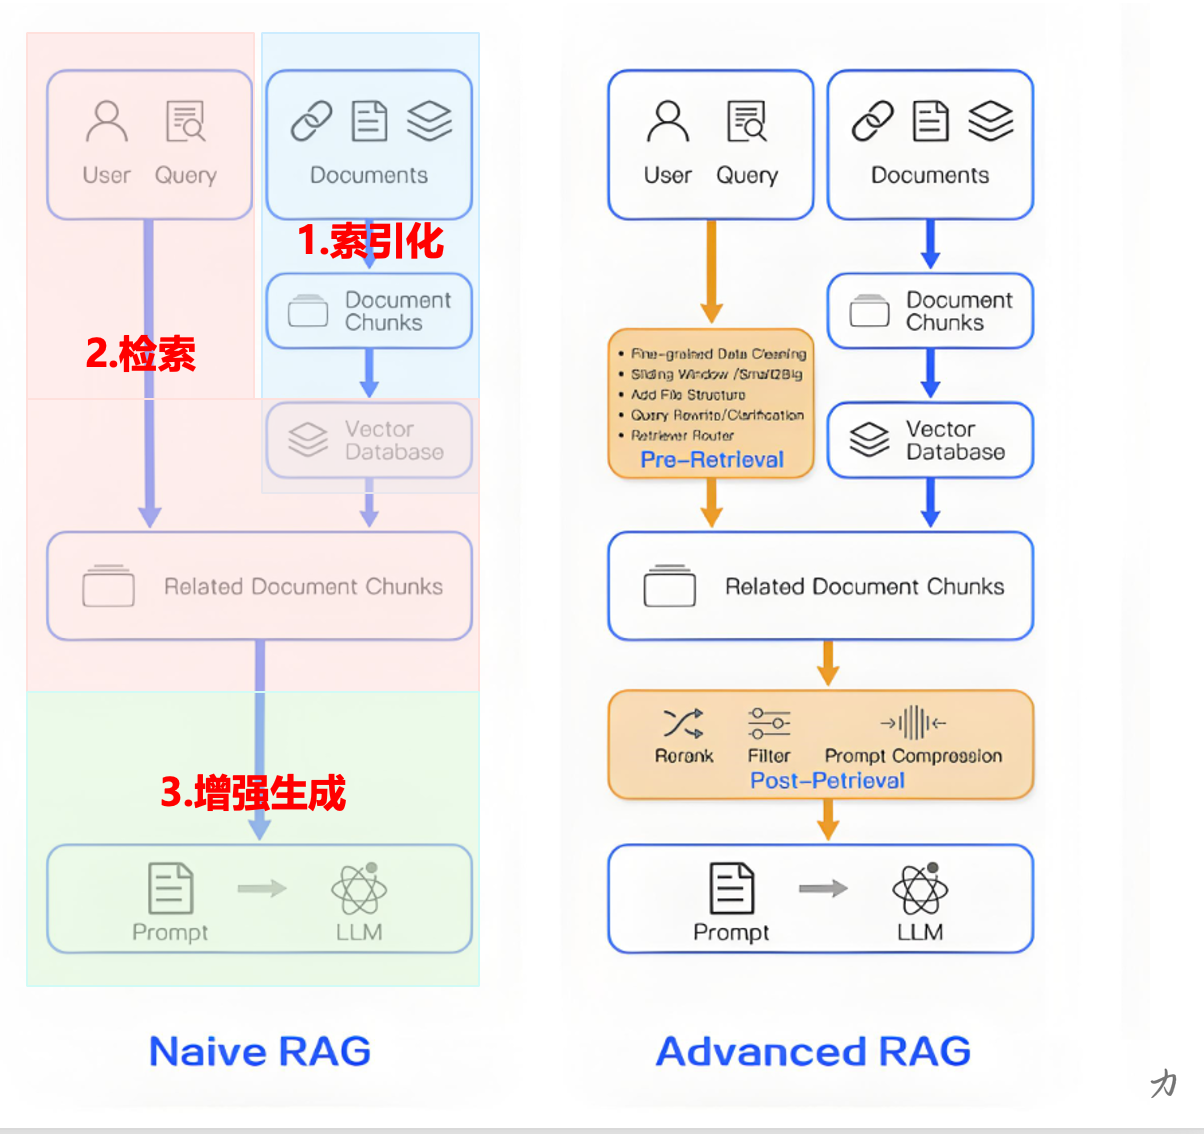 User Query
Documents
1.索引化
Document
Chunks
2.检索
Vector
Database
Related Document Chunks
3.增强生成
Prompt
LLM
Naive RAG
User Query
Documents
Document
Chunks
• Fine-grained Data Cleaning
• Sliding Window /Small2Big
• Add File Structure
• Query Rewrite/Clarification
• Retriever Router
Pre-Retrieval
Vector
Database
Related Document Chunks
Rerank
Filter
Prompt Compression
Post-Petrieval
Prompt
LLM
Advanced RAG
力